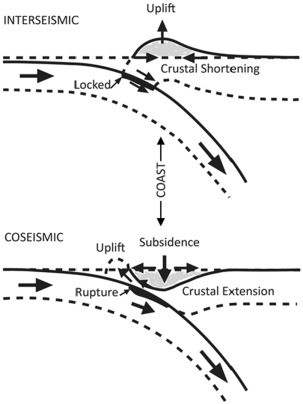 Uplift
INTERSEISMIC
Crustal Shortening
Locked
COAST
COSEISMIC
Uplift
Subsidence
Rupture
Crustal Extension